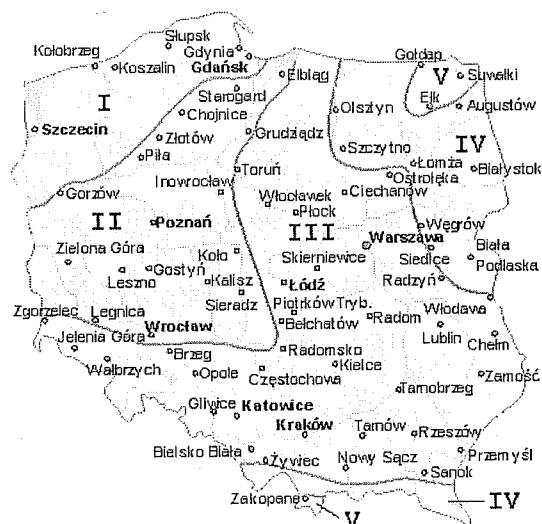 Słupsk
Gdynia
Kołobrzeg
Koszalin
Gdańsk
Elbląg
Gołdap
V
Suwałki
Starogard
I
Chojnice
Olsztyn
Ełk
Augustów
Szczecin
Złotów
Grudziądz
IV
Piła
Szczytno
Łomża
Białystok
Toruń
Ostrołęka
Inowrocław
Gorzów
Włocławek
Ciechanów
II
Płock
Poznań
III
Węgrów
Warszawa
Koło
Skierniewice
Siedlce
Biała
Podlaska
Zielona Góra
Gostyń
Leszno
Kalisz
Łódź
Radzyń
Sieradz
Piotrków Tryb.
Zgorzelec
Legnica
Włodawa
Wrocław
Bełchatów
Radom
Lublin
Chełm
Jelenia Góra
Brzeg
Radomsko
Wałbrzych
Opole
Częstochowa
Kielce
Zamość
Tarnobrzeg
Gliwice
Katowice
Kraków
Tarnów
Rzeszów
Bielsko Biała
Żywiec
Nowy Sącz
Przemyśl
Sanok
Zakopane
V
IV